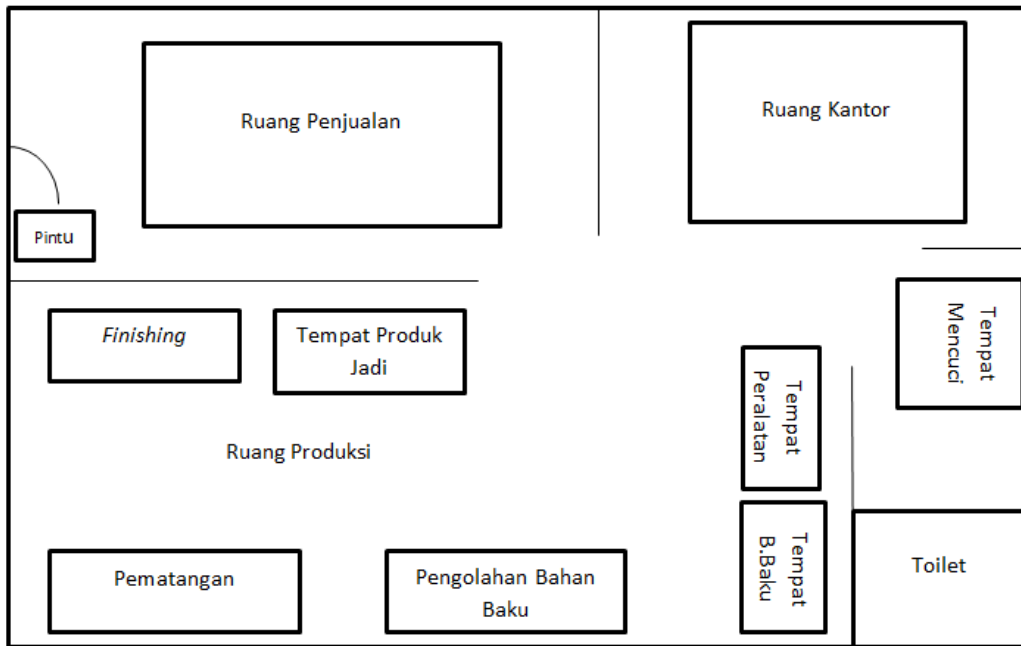 Ruang Penjualan
Ruang Kantor
Pintu
Finishing
Tempat Produk
Jadi
Tempat
Mencuci
Tempat
Peralatan
Ruang Produksi
Pematangan
Pengolahan Bahan
Baku
Tempat
B.Baku
Toilet